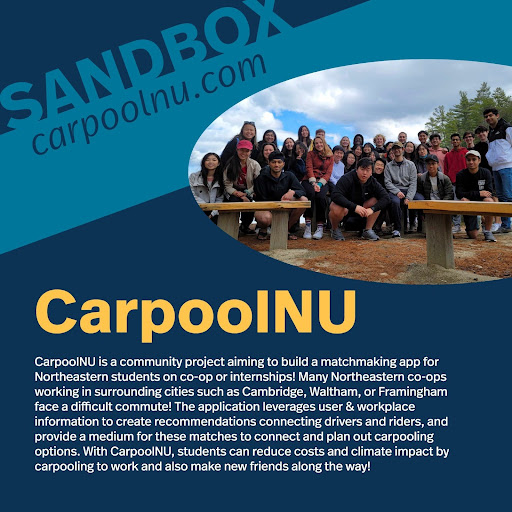 SANDBOX
carpoolnu.com
CarpoolNU
CarpoolNU is a community project aiming to build a matchmaking app for
Northeastern students on co-op or internships! Many Northeastern co-ops
working in surrounding cities such as Cambridge, Waltham, or Framingham
face a difficult commute! The application leverages user & workplace
information to create recommendations connecting drivers and riders, and
provide a medium for these matches to connect and plan out carpooling
options. With CarpoolNU, students can reduce costs and climate impact by
carpooling to work and also make new friends along the way!